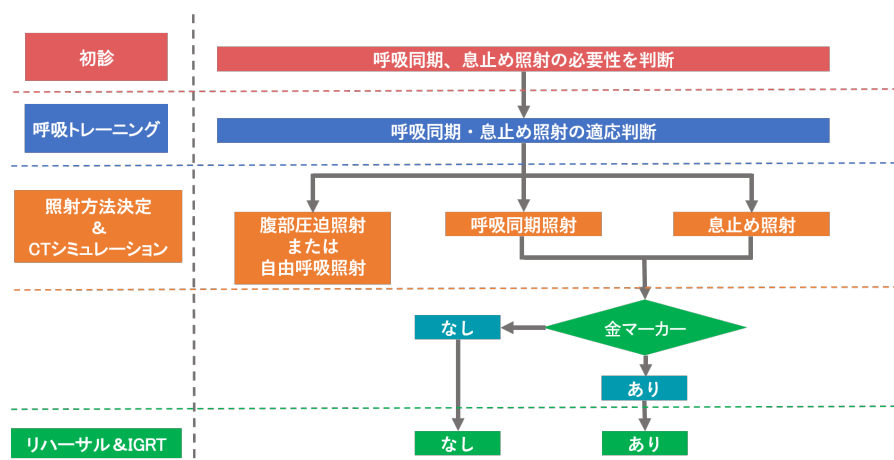 初診
呼吸同期、息止め照射の必要性を判断
呼吸トレーニング
呼吸同期・息止め照射の適応判断
照射方法決定
&
CTシミュレーション
腹部圧迫照射
または
自由呼吸照射
呼吸同期照射
息止め照射
金マーカー
なし
あり
リハーサル&IGRT
なし
あり